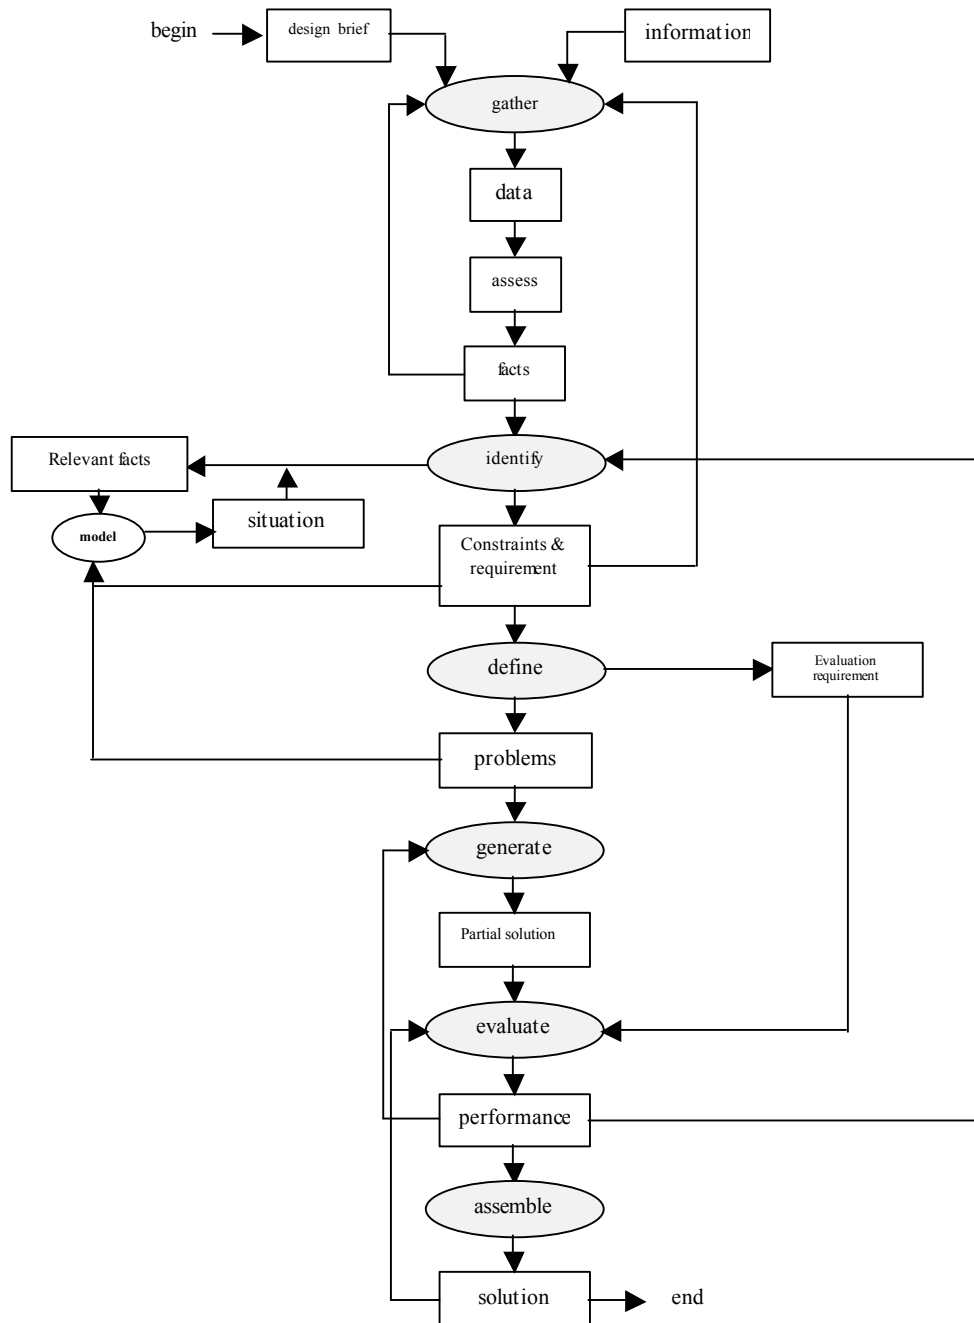 begin
design brief
information
gather
data
assess
facts
identify
Relevant facts
model
situation
Constraints &
requirement
define
Evaluation
requirement
problems
generate
Partial solution
evaluate
performance
assemble
solution
end